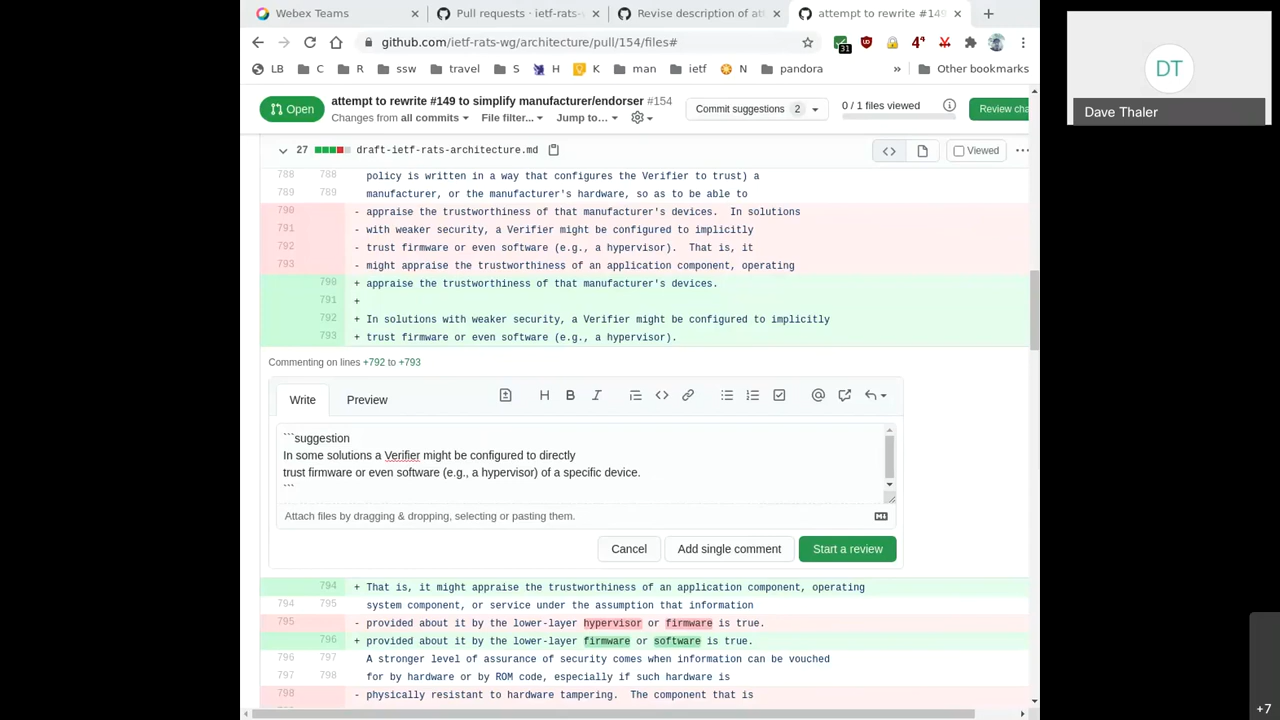 Webex Teams
Pull requests · ietf-rats-w
Revise description of att
attempt to rewrite #149
github.com/ietf-rats-wg/architecture/pull/154/files#
31
LB
C
R
ssw
travel
S
H
K
man
ietf
N
pandora
»
Other bookmarks
Open
attempt to rewrite #149 to simplify manufacturer/endorser #154
Changes from all commits
File filter...
Jump to...
Commit suggestions 2
0 / 1 files viewed
Review cha
27
draft-ietf-rats-architecture.md
Viewed
788 788 policy is written in a way that configures the Verifier to trust) a
789 789 manufacturer, or the manufacturer's hardware, so as to be able to
790 - appraise the trustworthiness of that manufacturer's devices. In solutions
791 - with weaker security, a Verifier might be configured to implicitly
792 - trust firmware or even software (e.g., a hypervisor). That is, it
793 - might appraise the trustworthiness of an application component, operating
790 + appraise the trustworthiness of that manufacturer's devices.
791 +
792 + In solutions with weaker security, a Verifier might be configured to implicitly
793 + trust firmware or even software (e.g., a hypervisor).
Commenting on lines +792 to +793
Write
Preview
H B I
```suggestion
In some solutions a Verifier might be configured to directly
trust firmware or even software (e.g., a hypervisor) of a specific device.
```
Attach files by dragging & dropping, selecting or pasting them.
Cancel
Add single comment
Start a review
794 + That is, it might appraise the trustworthiness of an application component, operating
794 795 system component, or service under the assumption that information
795 - provided about it by the lower-layer hypervisor or firmware is true.
796 + provided about it by the lower-layer firmware or software is true.
796 797 A stronger level of assurance of security comes when information can be vouched
797 798 for by hardware or by ROM code, especially if such hardware is
798 - physically resistant to hardware tampering. The component that is
DT
Dave Thaler
+7